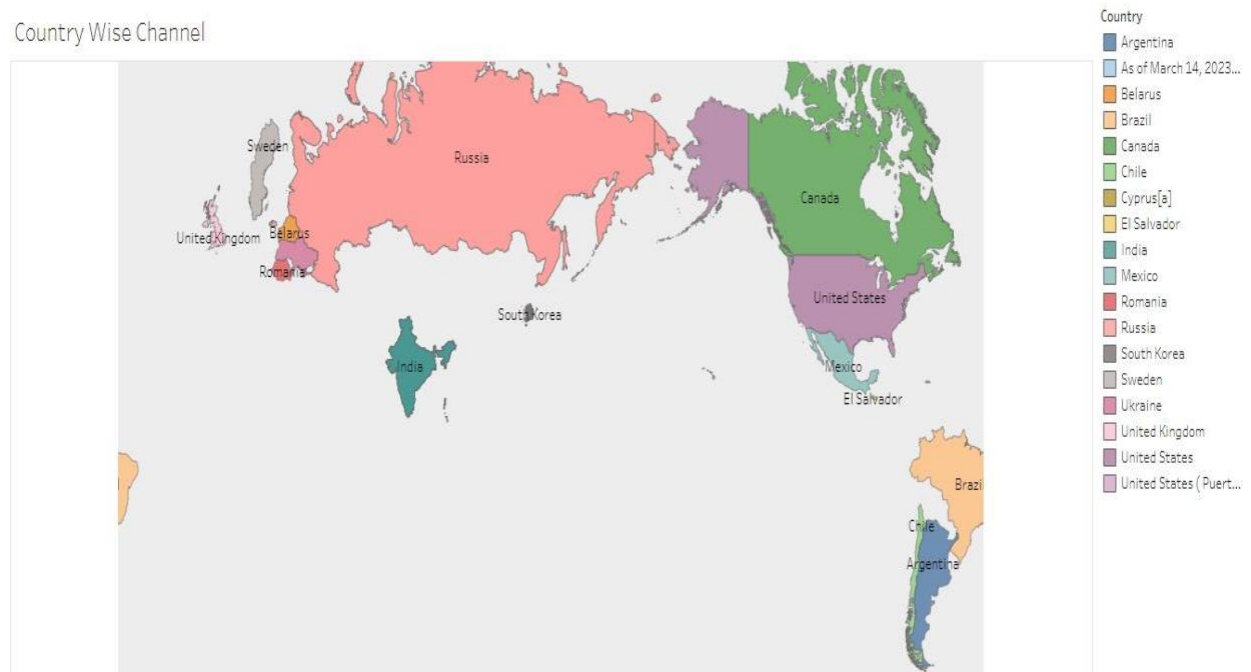 Country Wise Channel
Country
Argentina
As of March 14, 2023...
Belarus
Brazil
Canada
Chile
Cyprus[a]
El Salvador
India
Mexico
Romania
Russia
South Korea
Sweden
Ukraine
United Kingdom
United States
United States ( Puert...
Sweden
Russia
Canada
United Kingdom
Belarus
Romania
United States
South Korea
India
Mexico
El Salvador
Brazi
Chile
Argentina